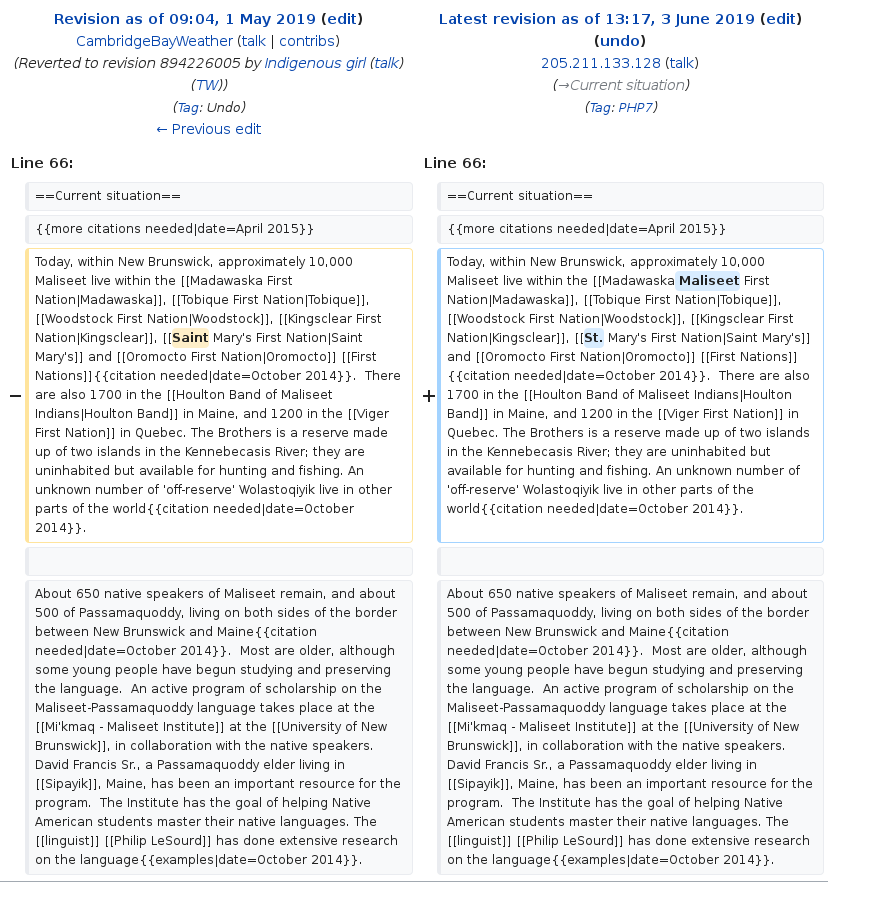 Revision as of 09:04, 1 May 2019 (edit)
CambridgeBayWeather (talk | contribs)
(Reverted to revision 894226005 by Indigenous girl (talk)
(TW))
(Tag: Undo)
← Previous edit
Latest revision as of 13:17, 3 June 2019 (edit)
(undo)
205.211.133.128 (talk)
(→Current situation)
(Tag: PHP7)
Line 66:
Line 66:
==Current situation==
==Current situation==
{{more citations needed|date=April 2015}}
{{more citations needed|date=April 2015}}
−
Today, within New Brunswick, approximately 10,000
Maliseet live within the [[Madawaska First
Nation|Madawaska]], [[Tobique First Nation|Tobique]],
[[Woodstock First Nation|Woodstock]], [[Kingsclear First
Nation|Kingsclear]], [[Saint Mary's First Nation|Saint
Mary's]] and [[Oromocto First Nation|Oromocto]] [[First
Nations]]{{citation needed|date=October 2014}}.  There
are also 1700 in the [[Houlton Band of Maliseet
Indians|Houlton Band]] in Maine, and 1200 in the [[Viger
First Nation]] in Quebec. The Brothers is a reserve made
up of two islands in the Kennebecasis River; they are
uninhabited but available for hunting and fishing. An
unknown number of 'off-reserve' Wolastoqiyik live in other
parts of the world{{citation needed|date=October
2014}}.
+
Today, within New Brunswick, approximately 10,000
Maliseet live within the [[Madawaska Maliseet First
Nation|Madawaska]], [[Tobique First Nation|Tobique]],
[[Woodstock First Nation|Woodstock]], [[Kingsclear First
Nation|Kingsclear]], [[St. Mary's First Nation|Saint Mary's]]
and [[Oromocto First Nation|Oromocto]] [[First Nations]]
{{citation needed|date=October 2014}}.  There are also
1700 in the [[Houlton Band of Maliseet Indians|Houlton
Band]] in Maine, and 1200 in the [[Viger First Nation]] in
Quebec. The Brothers is a reserve made up of two islands
in the Kennebecasis River; they are uninhabited but
available for hunting and fishing. An unknown number of
'off-reserve' Wolastoqiyik live in other parts of the
world{{citation needed|date=October 2014}}.
About 650 native speakers of Maliseet remain, and about
500 of Passamaquoddy, living on both sides of the border
between New Brunswick and Maine{{citation
needed|date=October 2014}}.  Most are older, although
some young people have begun studying and preserving
the language.  An active program of scholarship on the
Maliseet-Passamaquoddy language takes place at the
[[Mi'kmaq - Maliseet Institute]] at the [[University of New
Brunswick]], in collaboration with the native speakers.
David Francis Sr., a Passamaquoddy elder living in
[[Sipayik]], Maine, has been an important resource for the
program.  The Institute has the goal of helping Native
American students master their native languages. The
[[linguist]] [[Philip LeSourd]] has done extensive research
on the language{{examples|date=October 2014}}.
About 650 native speakers of Maliseet remain, and about
500 of Passamaquoddy, living on both sides of the border
between New Brunswick and Maine{{citation
needed|date=October 2014}}.  Most are older, although
some young people have begun studying and preserving
the language.  An active program of scholarship on the
Maliseet-Passamaquoddy language takes place at the
[[Mi'kmaq - Maliseet Institute]] at the [[University of New
Brunswick]], in collaboration with the native speakers.
David Francis Sr., a Passamaquoddy elder living in
[[Sipayik]], Maine, has been an important resource for the
program.  The Institute has the goal of helping Native
American students master their native languages. The
[[linguist]] [[Philip LeSourd]] has done extensive research
on the language{{examples|date=October 2014}}.